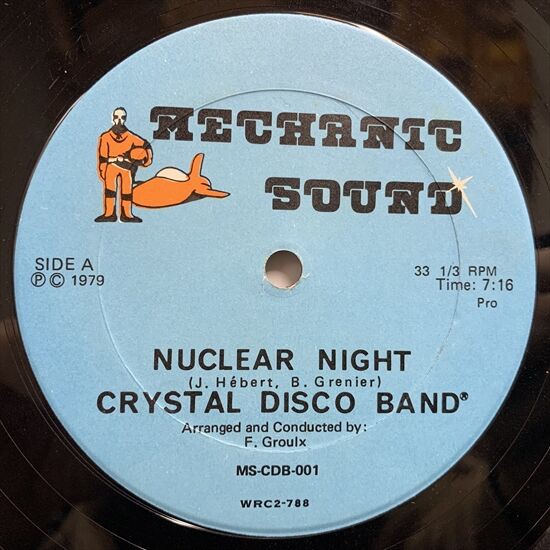 MECHANIC
SOUND
SIDE A
Ⓟ © 1979
33 1/3 RPM
Time: 7:16
Pro
NUCLEAR NIGHT
(J. Hébert, B. Grenier)
CRYSTAL DISCO BAND®
Arranged and Conducted by:
F. Groulx
MS-CDB-001
WRC2-788